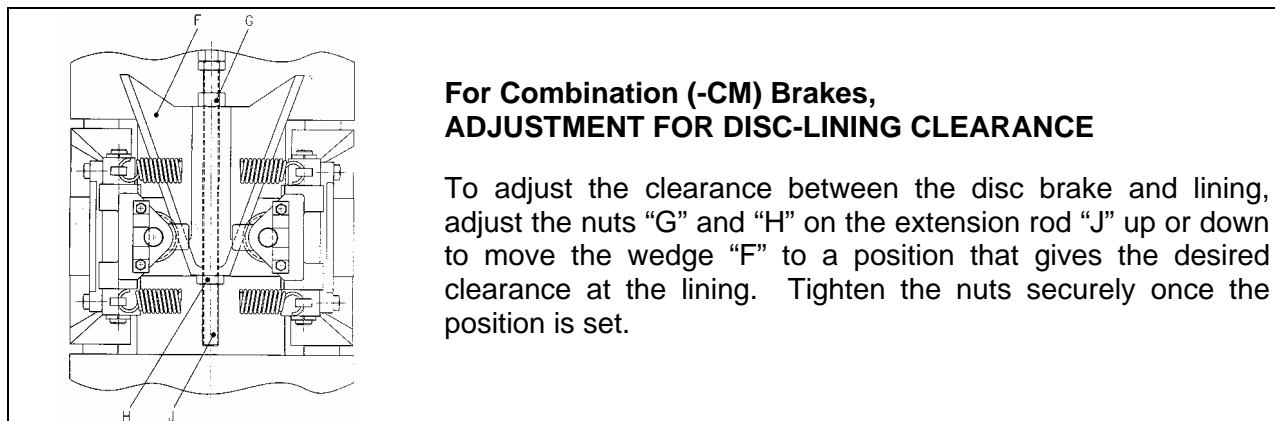 F G
For Combination (-CM) Brakes,
ADJUSTMENT FOR DISC-LINING CLEARANCE
To adjust the clearance between the disc brake and lining,
adjust the nuts “G” and “H” on the extension rod “J” up or down
to move the wedge “F” to a position that gives the desired
clearance at the lining. Tighten the nuts securely once the
position is set.
H J